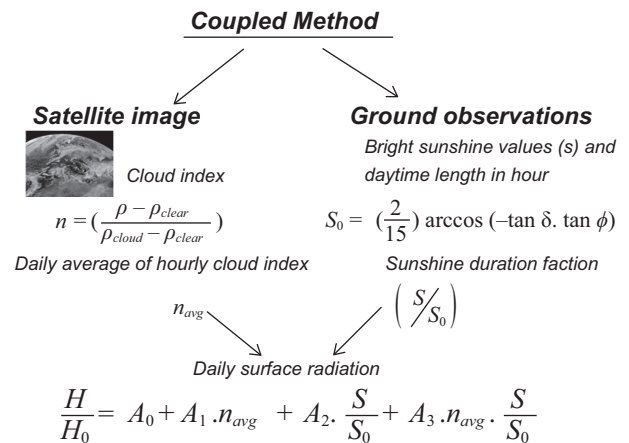 Coupled Method
Satellite image
Cloud index
n = (ρ − ρclear / ρcloud − ρclear)
Daily average of hourly cloud index
navg
Ground observations
Bright sunshine values (s) and
daytime length in hour
S0 = (2/15) arccos (–tan δ. tan ϕ)
Sunshine duration faction
(S/S0)
Daily surface radiation
H/H0 = A0 + A1 .navg + A2. S/S0 + A3 .navg . S/S0